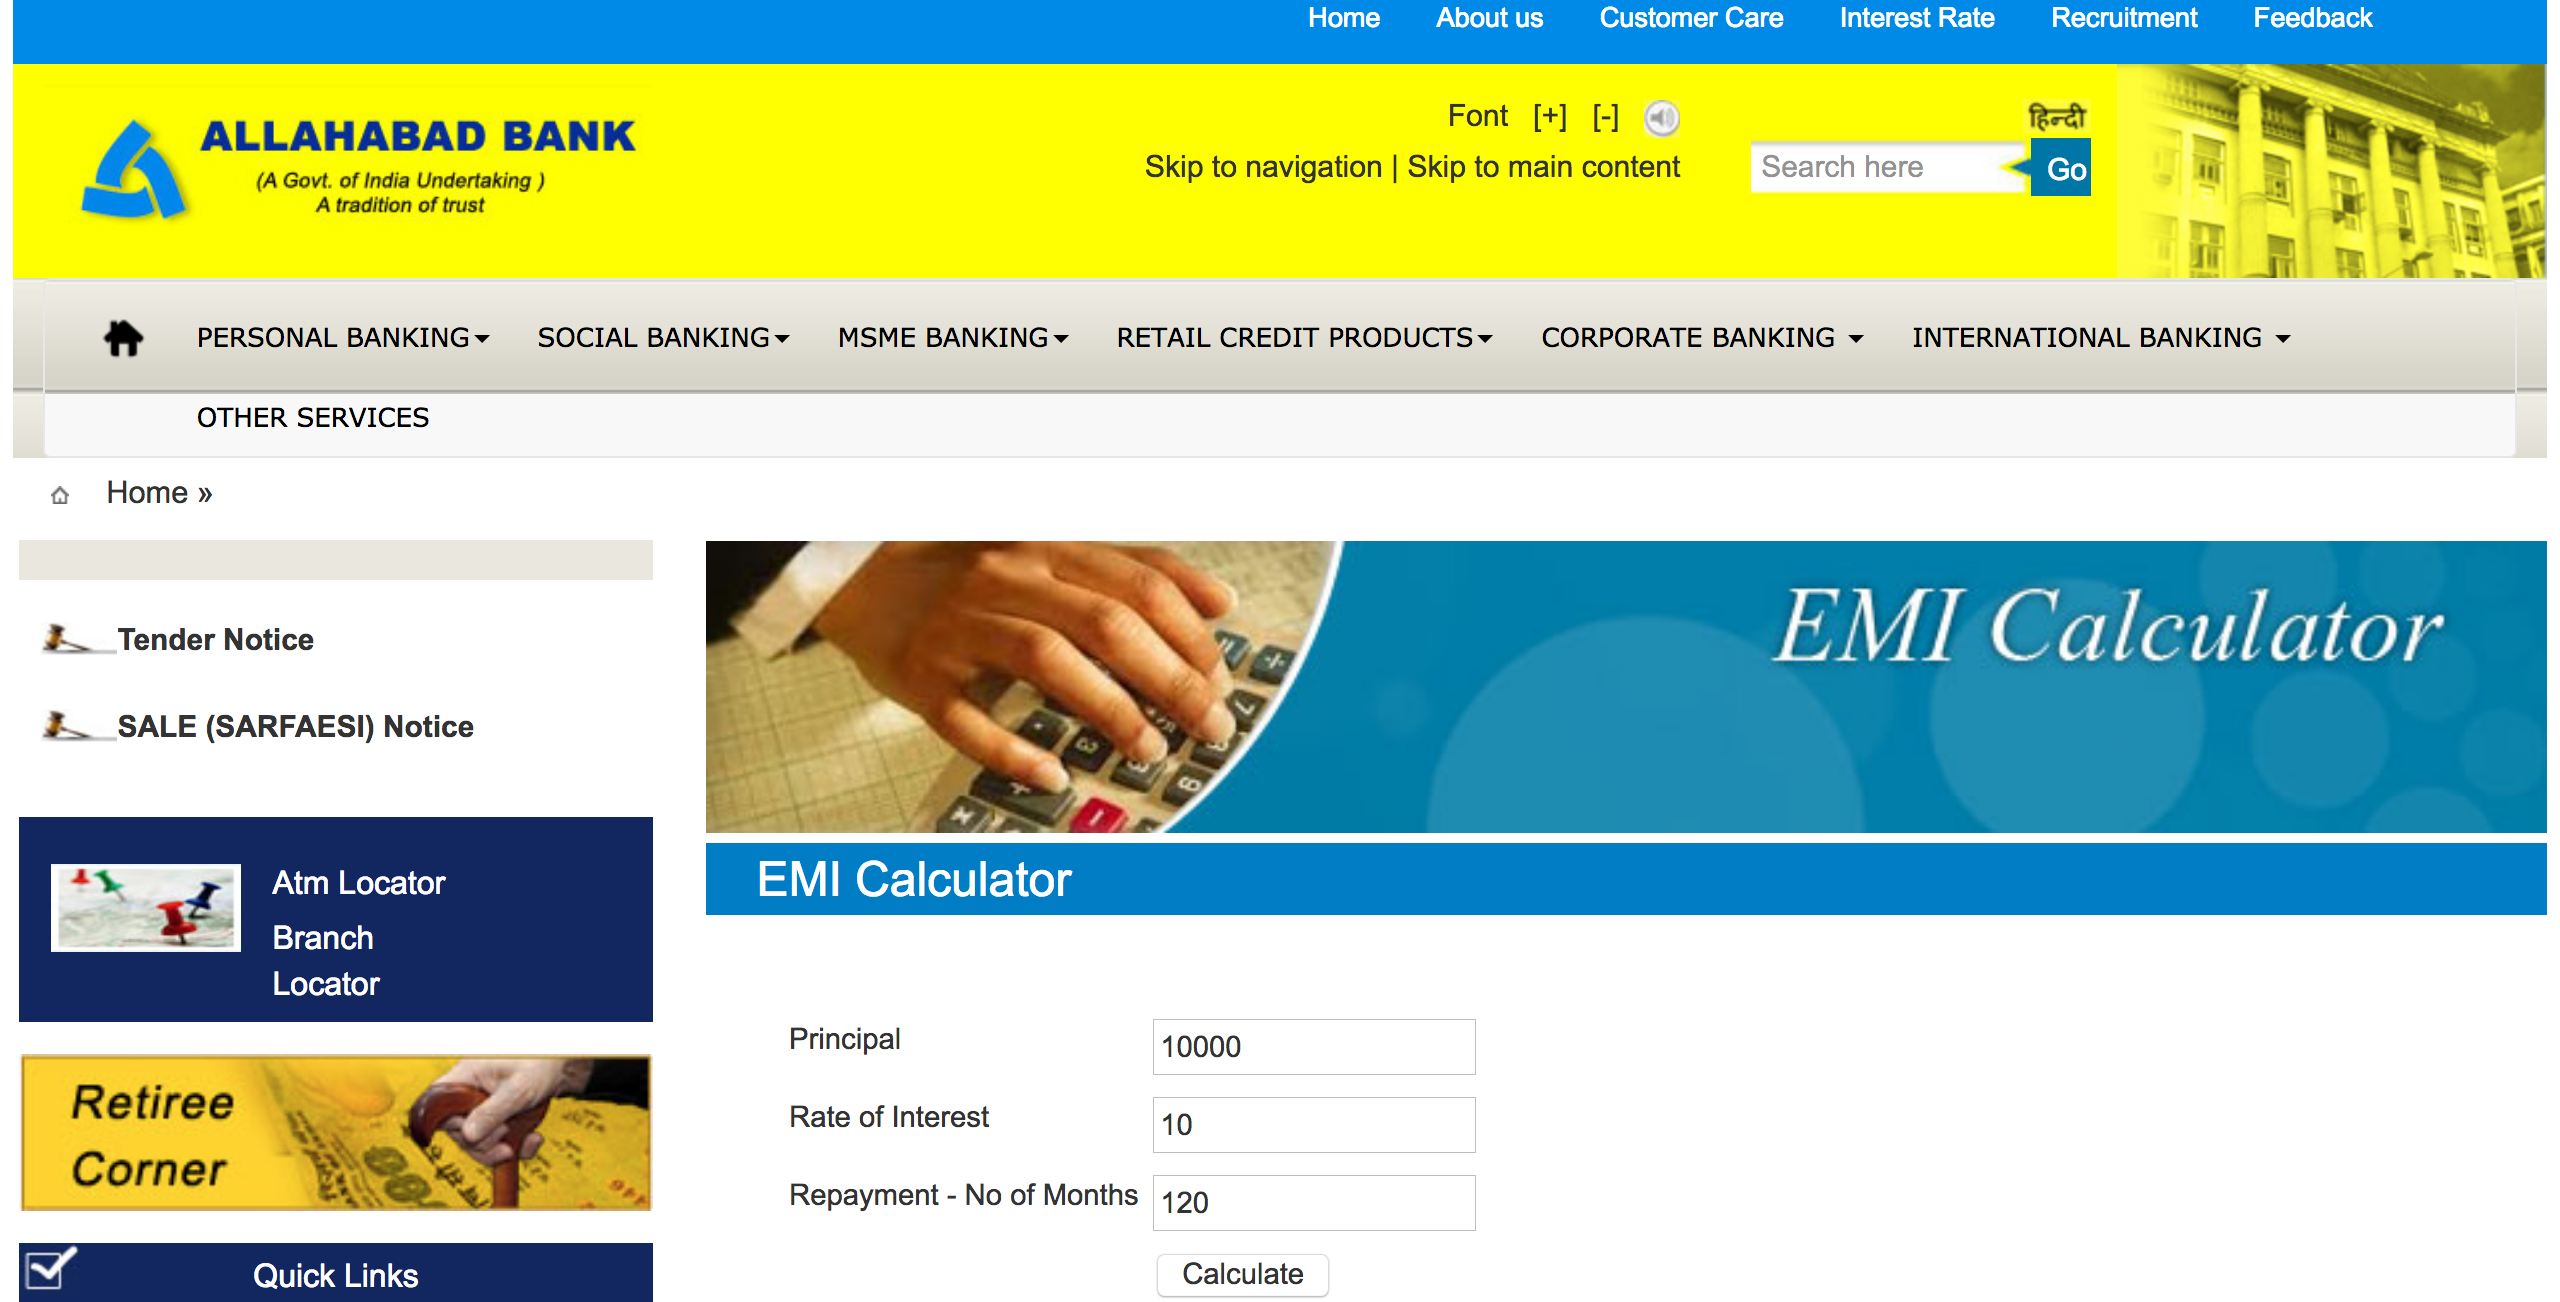 Home About us Customer Care Interest Rate Recruitment Feedback
ALLAHABAD BANK
(A Govt. of India Undertaking )
A tradition of trust
Font [+] [-]
Skip to navigation | Skip to main content
हिन्दी
Search here Go
PERSONAL BANKING SOCIAL BANKING MSME BANKING RETAIL CREDIT PRODUCTS CORPORATE BANKING INTERNATIONAL BANKING
OTHER SERVICES
Home »
Tender Notice
SALE (SARFAESI) Notice
Atm Locator
Branch
Locator
Retiree
Corner
Quick Links
EMI Calculator
EMI Calculator
Principal 10000
Rate of Interest 10
Repayment - No of Months 120
Calculate